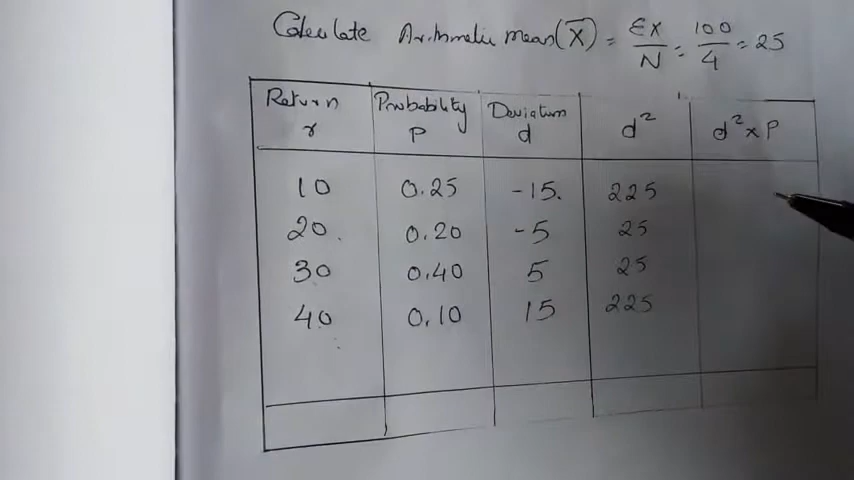 Calculate Arithmetic mean (X̄) = ΣX / N = 100 / 4 = 25
Return r Probability P Deviation d d² d² x P
10 0.25 -15. 225
20. 0.20 -5 25
30 0.40 5 25
40 0.10 15 225